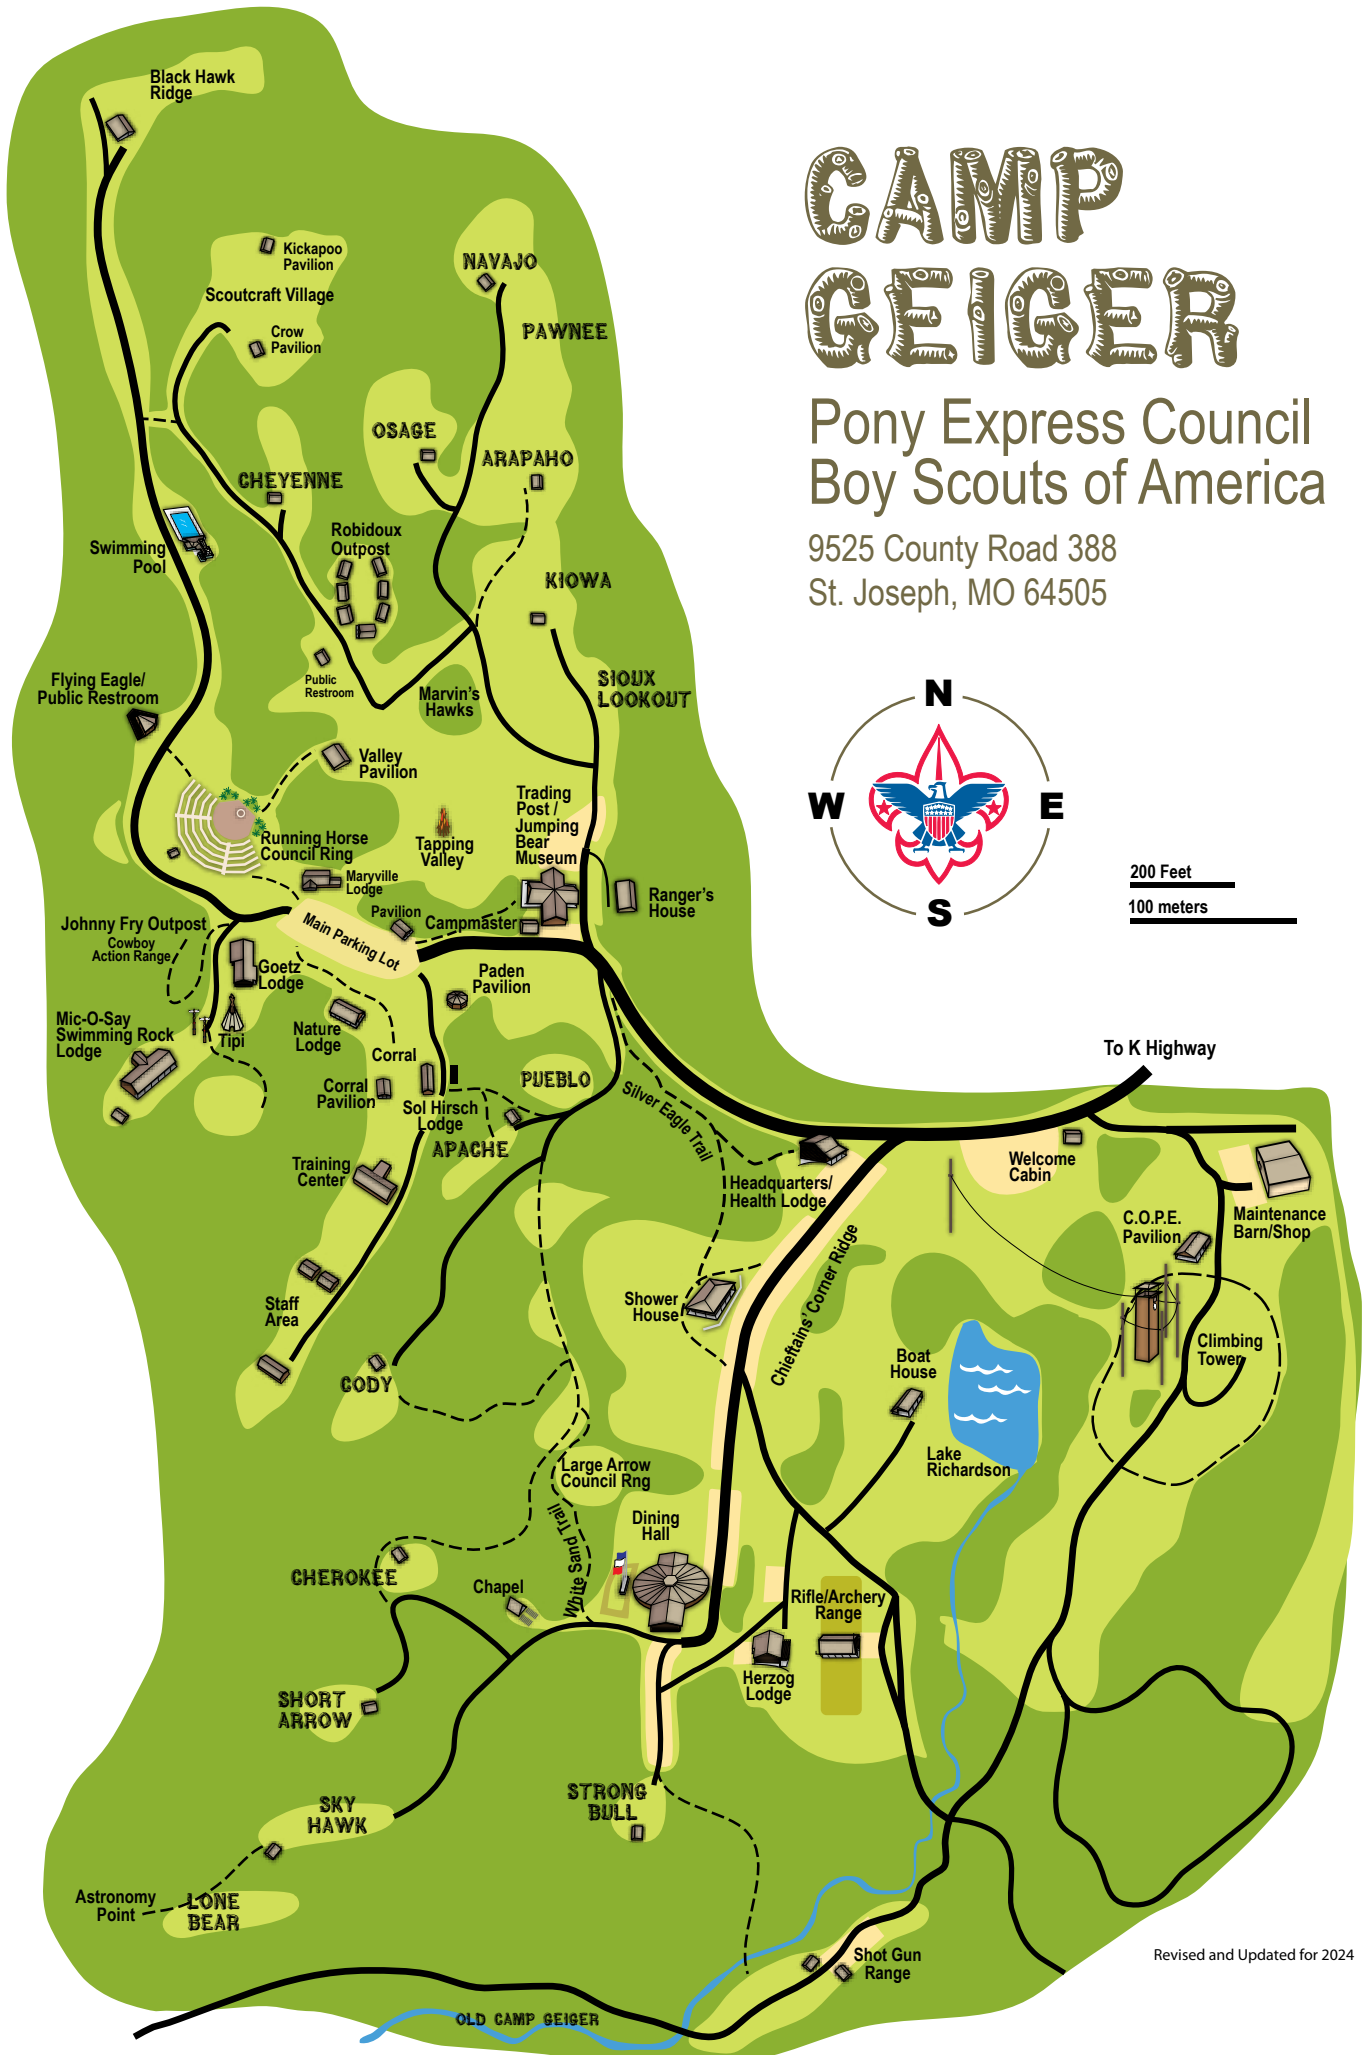 CAMP
GEIGER
Pony Express Council
Boy Scouts of America
9525 County Road 388
St. Joseph, MO 64505
N
W
E
S
200 Feet
100 meters
Black Hawk
Ridge
Kickapoo
Pavilion
Scoutcraft Village
Crow
Pavilion
NAVAJO
PAWNEE
OSAGE
ARAPAHO
CHEYENNE
Robidoux
Outpost
Swimming
Pool
KIOWA
Public
Restroom
Flying Eagle/
Public Restroom
Marvin's
Hawks
SIOUX
LOOKOUT
Valley
Pavilion
Trading
Post /
Jumping
Bear
Museum
Tapping
Valley
Running Horse
Council Ring
Maryville
Lodge
Ranger's
House
Pavilion
Campmaster
Main Parking Lot
Johnny Fry Outpost
Cowboy
Action Range
Goetz
Lodge
Paden
Pavilion
Mic-O-Say
Swimming Rock
Lodge
Tipi
Nature
Lodge
Corral
Corral
Pavilion
Sol Hirsch
Lodge
PUEBLO
APACHE
Silver Eagle Trail
To K Highway
Training
Center
Headquarters/
Health Lodge
Welcome
Cabin
C.O.P.E.
Pavilion
Maintenance
Barn/Shop
Staff
Area
Shower
House
Chieftains' Corner Ridge
Climbing
Tower
Boat
House
CODY
Lake
Richardson
Large Arrow
Council Rng
White Sand Trail
Dining
Hall
CHEROKEE
Chapel
Rifle/Archery
Range
Herzog
Lodge
SHORT
ARROW
STRONG
BULL
SKY
HAWK
Astronomy
Point
LONE
BEAR
Shot Gun
Range
OLD CAMP GEIGER
Revised and Updated for 2024